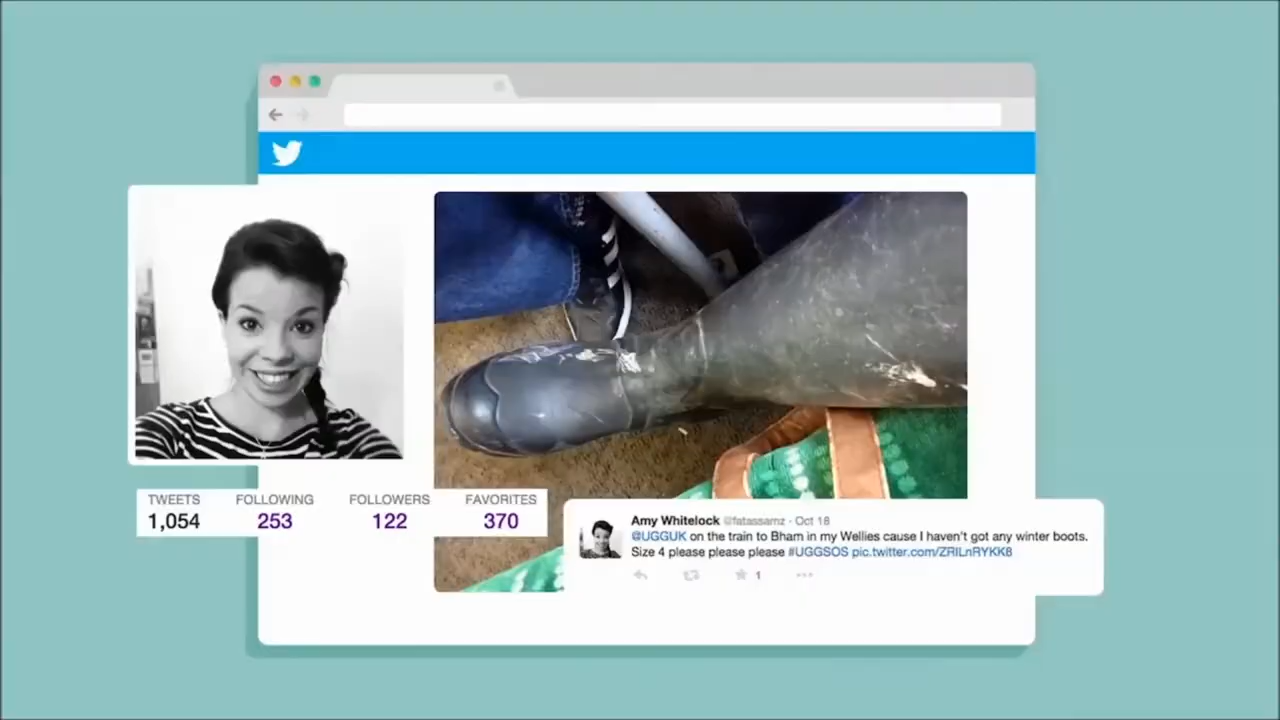 TWEETS FOLLOWING FOLLOWERS FAVORITES
1,054 253 122 370
Amy Whitelock @fatassamz · Oct 18
@UGGUK on the train to Bham in my Wellies cause I haven't got any winter boots.
Size 4 please please please #UGGSOS pic.twitter.com/ZRILnRYKK8
1